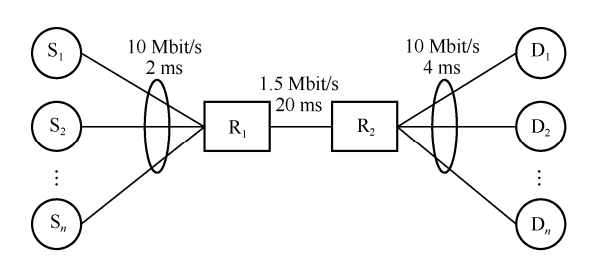 10 Mbit/s
2 ms
10 Mbit/s
4 ms
1.5 Mbit/s
20 ms
S1
D1
S2
R1
R2
D2
⋮
⋮
Sn
Dn